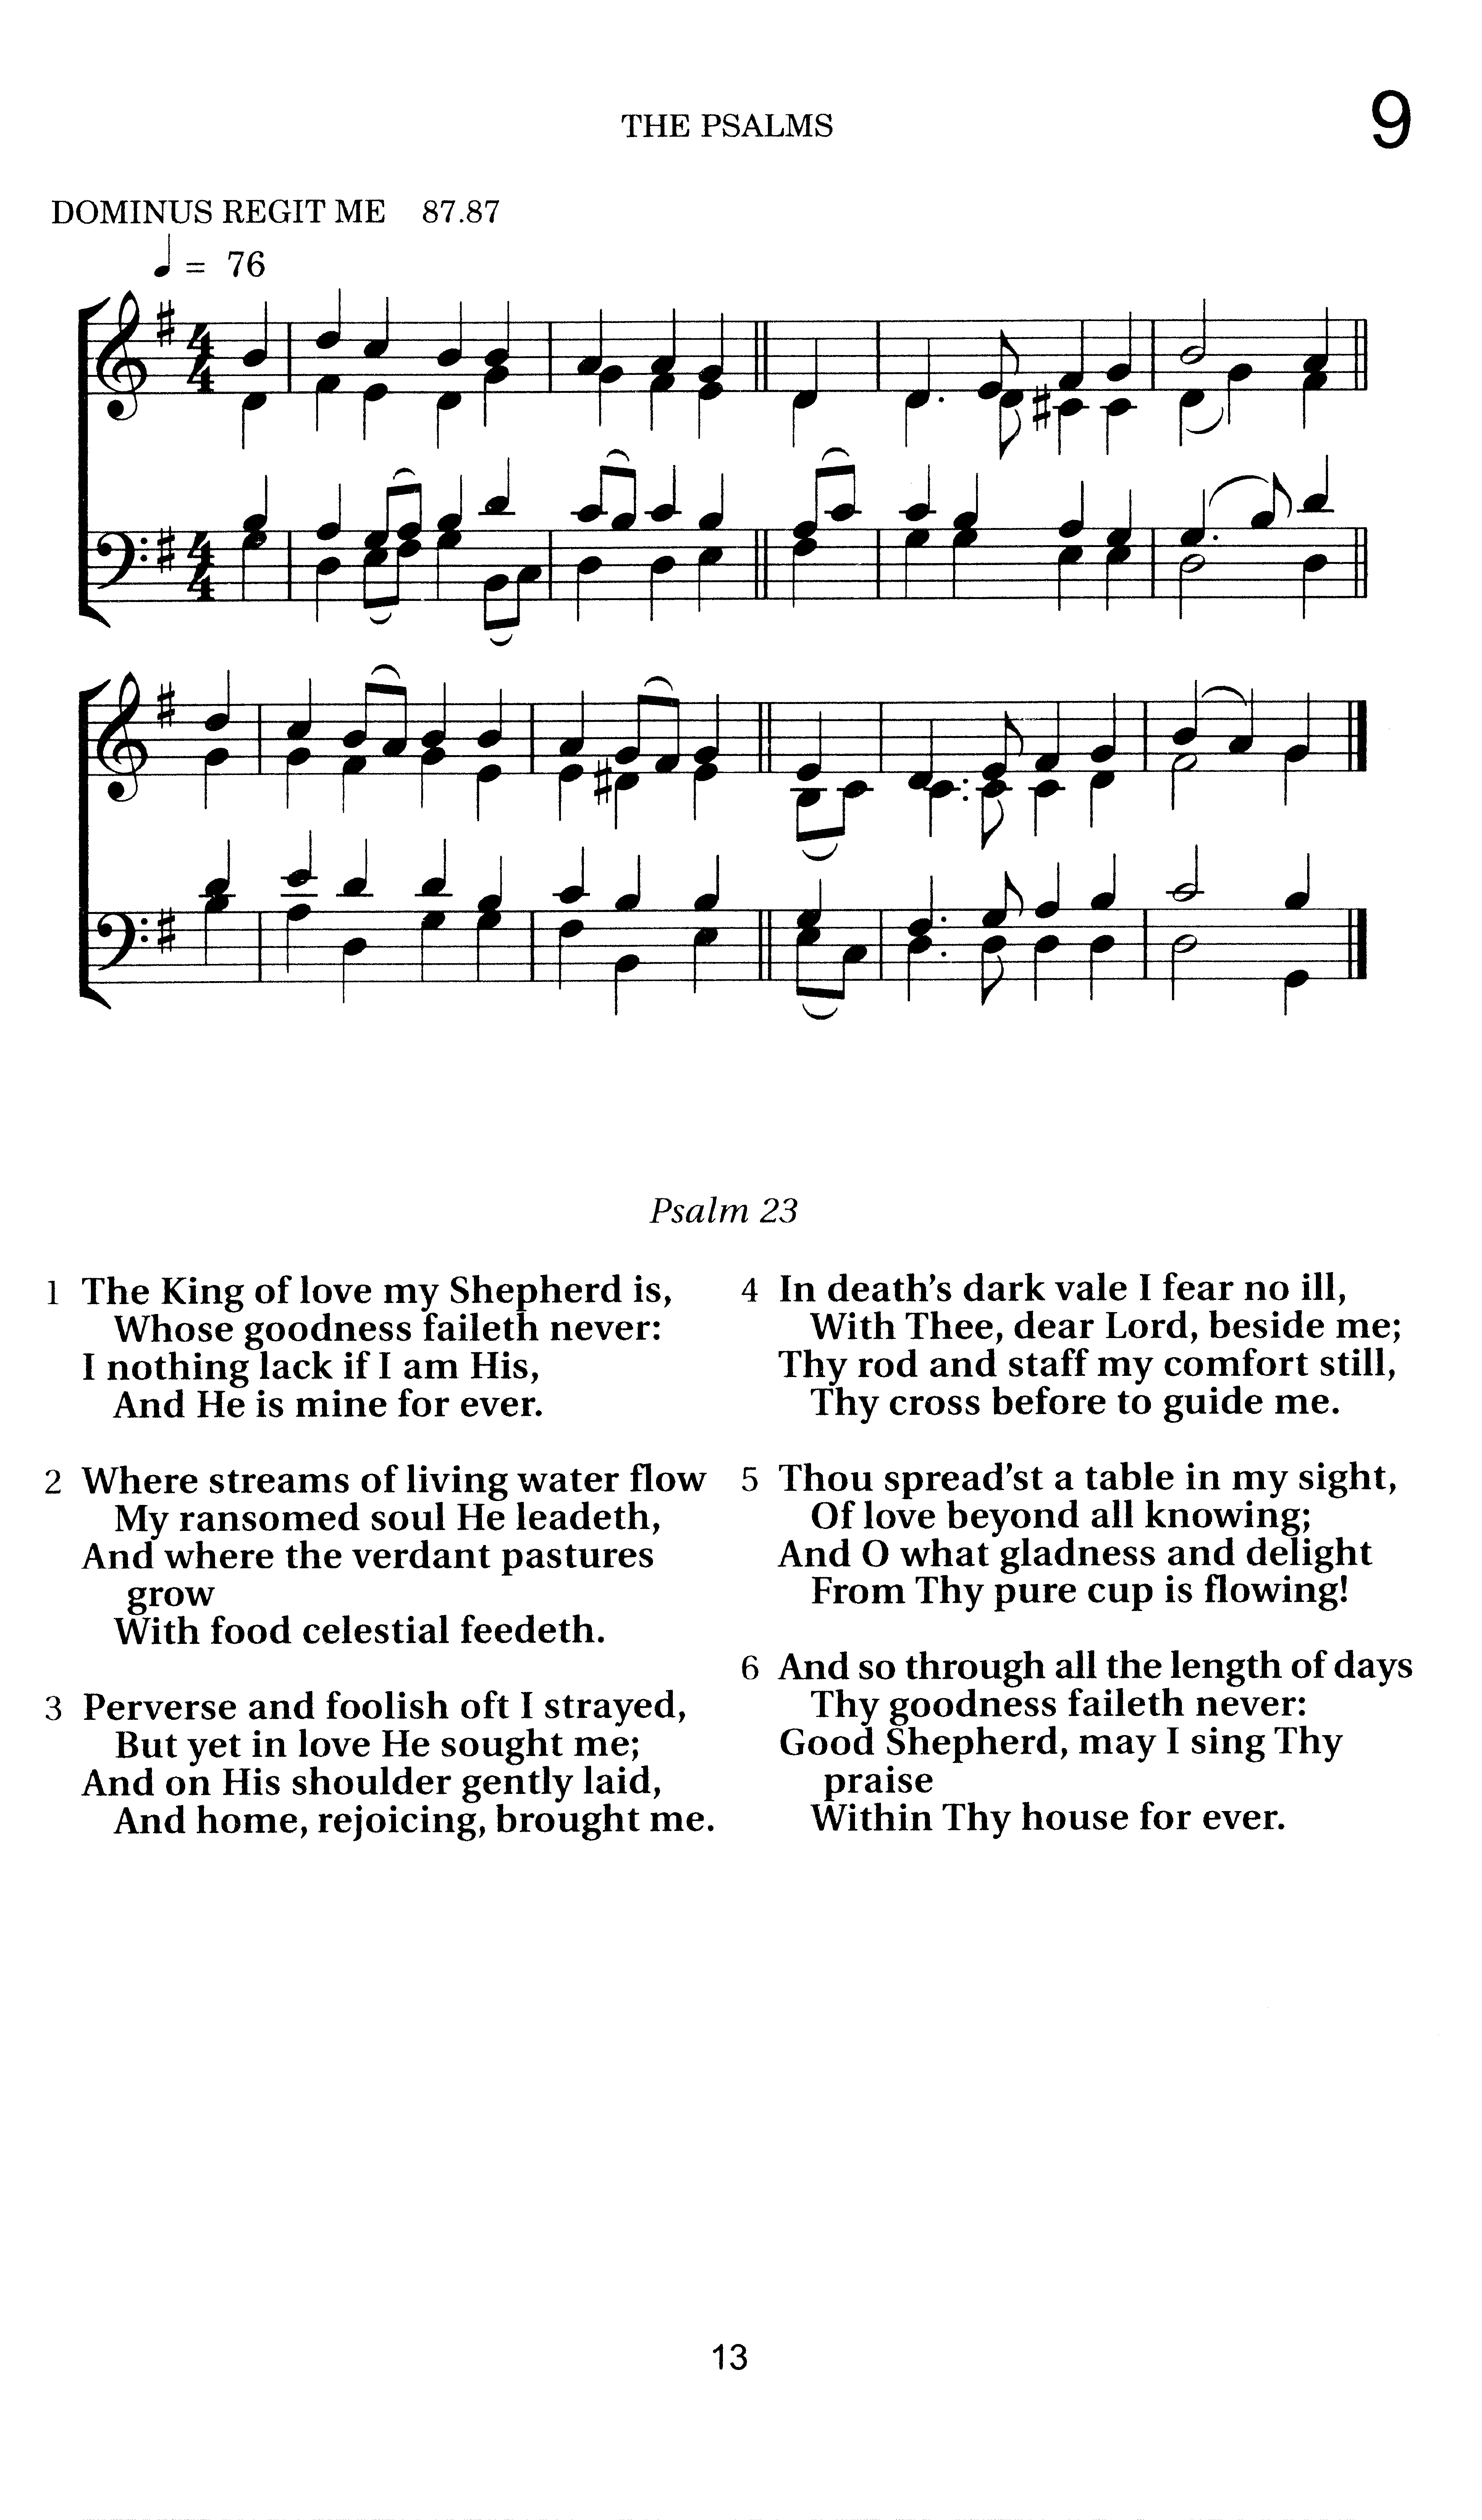 THE PSALMS
9
DOMINUS REGIT ME 87.87
♩ = 76
Psalm 23
1 The King of love my Shepherd is,
Whose goodness faileth never:
I nothing lack if I am His,
And He is mine for ever.
2 Where streams of living water flow
My ransomed soul He leadeth,
And where the verdant pastures
grow
With food celestial feedeth.
3 Perverse and foolish oft I strayed,
But yet in love He sought me;
And on His shoulder gently laid,
And home, rejoicing, brought me.
4 In death’s dark vale I fear no ill,
With Thee, dear Lord, beside me;
Thy rod and staff my comfort still,
Thy cross before to guide me.
5 Thou spread’st a table in my sight,
Of love beyond all knowing;
And O what gladness and delight
From Thy pure cup is flowing!
6 And so through all the length of days
Thy goodness faileth never:
Good Shepherd, may I sing Thy
praise
Within Thy house for ever.
13